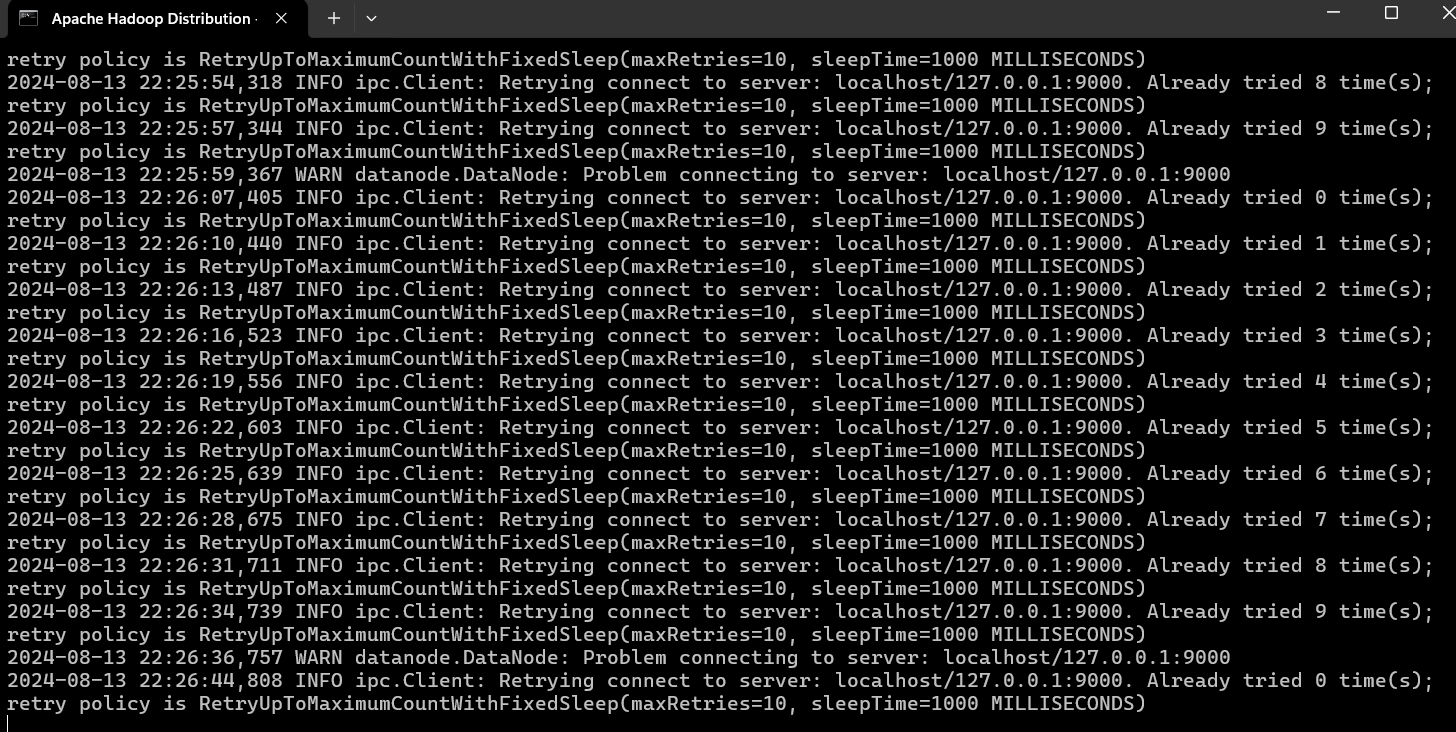 Apache Hadoop Distribution ·
retry policy is RetryUpToMaximumCountWithFixedSleep(maxRetries=10, sleepTime=1000 MILLISECONDS)
2024-08-13 22:25:54,318 INFO ipc.Client: Retrying connect to server: localhost/127.0.0.1:9000. Already tried 8 time(s);
retry policy is RetryUpToMaximumCountWithFixedSleep(maxRetries=10, sleepTime=1000 MILLISECONDS)
2024-08-13 22:25:57,344 INFO ipc.Client: Retrying connect to server: localhost/127.0.0.1:9000. Already tried 9 time(s);
retry policy is RetryUpToMaximumCountWithFixedSleep(maxRetries=10, sleepTime=1000 MILLISECONDS)
2024-08-13 22:25:59,367 WARN datanode.DataNode: Problem connecting to server: localhost/127.0.0.1:9000
2024-08-13 22:26:07,405 INFO ipc.Client: Retrying connect to server: localhost/127.0.0.1:9000. Already tried 0 time(s);
retry policy is RetryUpToMaximumCountWithFixedSleep(maxRetries=10, sleepTime=1000 MILLISECONDS)
2024-08-13 22:26:10,440 INFO ipc.Client: Retrying connect to server: localhost/127.0.0.1:9000. Already tried 1 time(s);
retry policy is RetryUpToMaximumCountWithFixedSleep(maxRetries=10, sleepTime=1000 MILLISECONDS)
2024-08-13 22:26:13,487 INFO ipc.Client: Retrying connect to server: localhost/127.0.0.1:9000. Already tried 2 time(s);
retry policy is RetryUpToMaximumCountWithFixedSleep(maxRetries=10, sleepTime=1000 MILLISECONDS)
2024-08-13 22:26:16,523 INFO ipc.Client: Retrying connect to server: localhost/127.0.0.1:9000. Already tried 3 time(s);
retry policy is RetryUpToMaximumCountWithFixedSleep(maxRetries=10, sleepTime=1000 MILLISECONDS)
2024-08-13 22:26:19,556 INFO ipc.Client: Retrying connect to server: localhost/127.0.0.1:9000. Already tried 4 time(s);
retry policy is RetryUpToMaximumCountWithFixedSleep(maxRetries=10, sleepTime=1000 MILLISECONDS)
2024-08-13 22:26:22,603 INFO ipc.Client: Retrying connect to server: localhost/127.0.0.1:9000. Already tried 5 time(s);
retry policy is RetryUpToMaximumCountWithFixedSleep(maxRetries=10, sleepTime=1000 MILLISECONDS)
2024-08-13 22:26:25,639 INFO ipc.Client: Retrying connect to server: localhost/127.0.0.1:9000. Already tried 6 time(s);
retry policy is RetryUpToMaximumCountWithFixedSleep(maxRetries=10, sleepTime=1000 MILLISECONDS)
2024-08-13 22:26:28,675 INFO ipc.Client: Retrying connect to server: localhost/127.0.0.1:9000. Already tried 7 time(s);
retry policy is RetryUpToMaximumCountWithFixedSleep(maxRetries=10, sleepTime=1000 MILLISECONDS)
2024-08-13 22:26:31,711 INFO ipc.Client: Retrying connect to server: localhost/127.0.0.1:9000. Already tried 8 time(s);
retry policy is RetryUpToMaximumCountWithFixedSleep(maxRetries=10, sleepTime=1000 MILLISECONDS)
2024-08-13 22:26:34,739 INFO ipc.Client: Retrying connect to server: localhost/127.0.0.1:9000. Already tried 9 time(s);
retry policy is RetryUpToMaximumCountWithFixedSleep(maxRetries=10, sleepTime=1000 MILLISECONDS)
2024-08-13 22:26:36,757 WARN datanode.DataNode: Problem connecting to server: localhost/127.0.0.1:9000
2024-08-13 22:26:44,808 INFO ipc.Client: Retrying connect to server: localhost/127.0.0.1:9000. Already tried 0 time(s);
retry policy is RetryUpToMaximumCountWithFixedSleep(maxRetries=10, sleepTime=1000 MILLISECONDS)